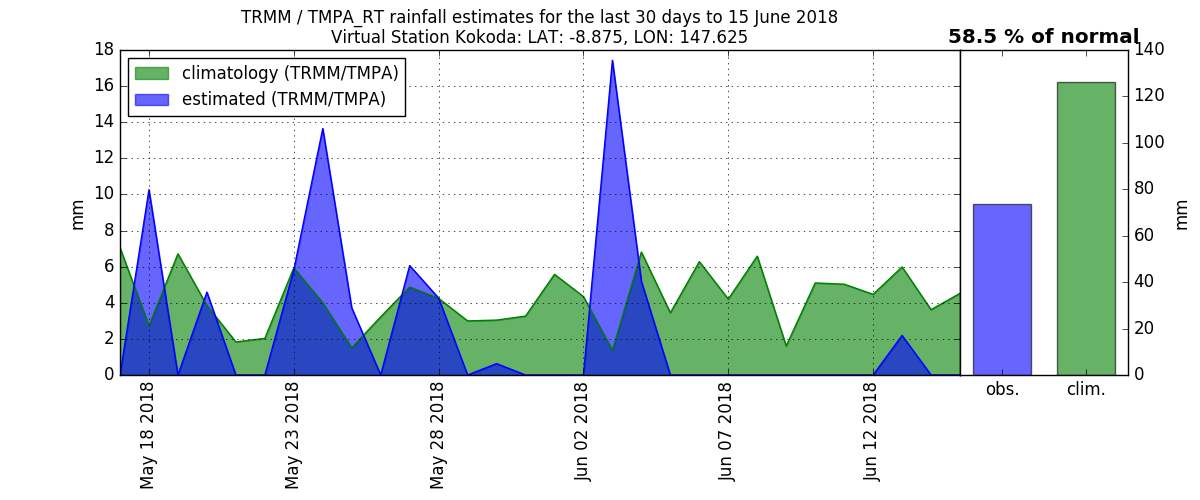 TRMM / TMPA_RT rainfall estimates for the last 30 days to 15 June 2018
Virtual Station Kokoda: LAT: -8.875, LON: 147.625
58.5 % of normal
climatology (TRMM/TMPA)
estimated (TRMM/TMPA)
18
16
14
12
10
8
6
4
2
0
mm
May 18 2018
May 23 2018
May 28 2018
Jun 02 2018
Jun 07 2018
Jun 12 2018
140
120
100
80
60
40
20
0
mm
obs.
clim.